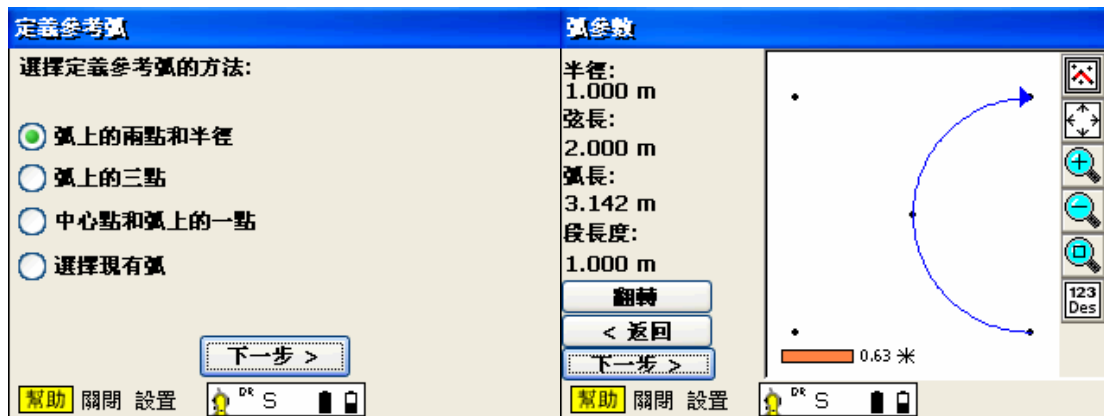 定義參考弧
選擇定義參考弧的方法:
弧上的兩點和半徑
弧上的三點
中心點和弧上的一點
選擇現有弧
下一步 >
幫助 關閉 設置 DR S
弧參數
半徑:
1.000 m
弦長:
2.000 m
弧長:
3.142 m
段長度:
1.000 m
翻轉
< 返回
下一步 >
0.63 米
123
Des
幫助 關閉 設置 DR S